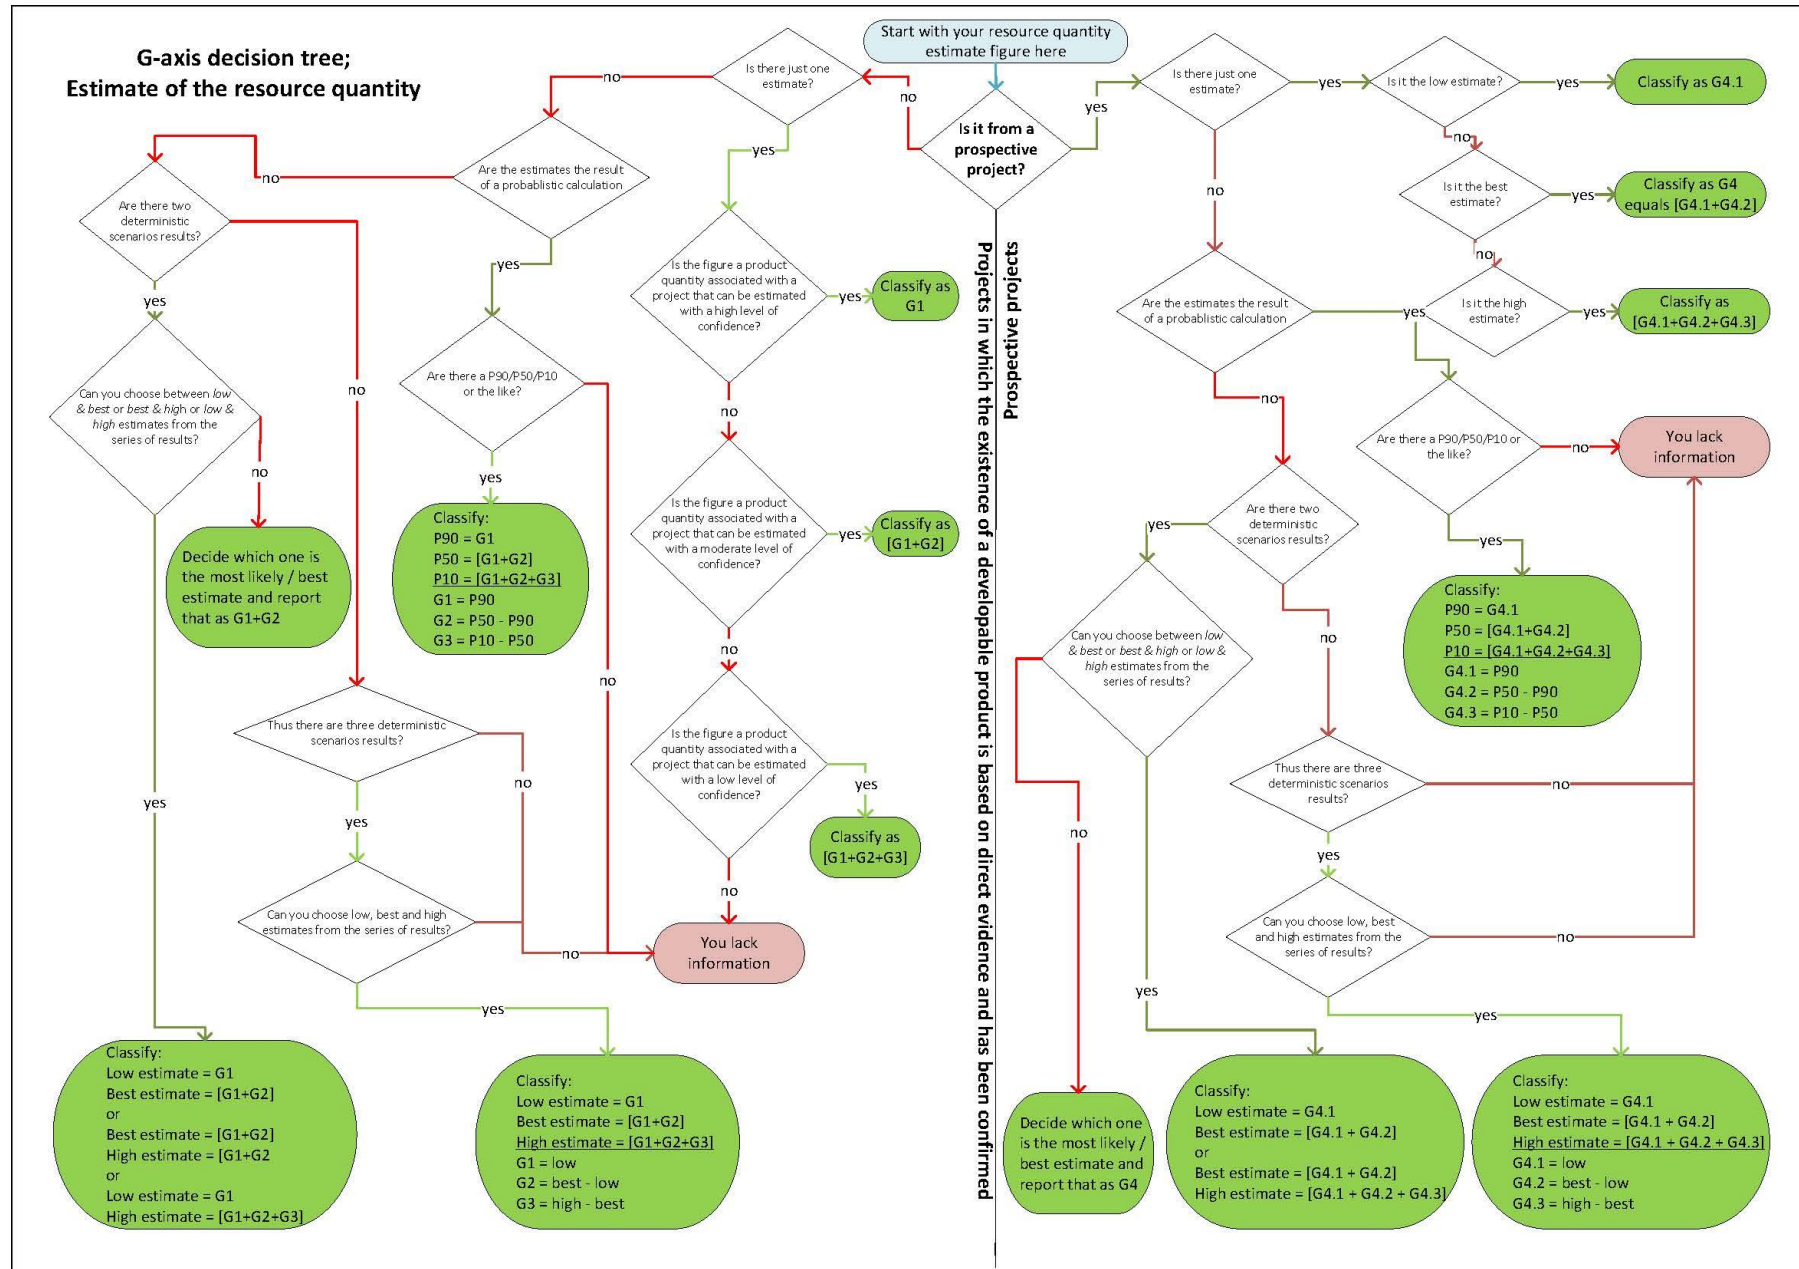 G-axis decision tree;
Estimate of the resource quantity
Start with your resource quantity
estimate figure here
Is it from a
prospective
project?
no
yes
Is there just one
estimate?
no
yes
Are the estimates the result
of a probablistic calculation
no
yes
Are there two
deterministic
scenarios results?
yes
no
Can you choose between low
& best or best & high or low &
high estimates from the
series of results?
no
yes
Decide which one is
the most likely / best
estimate and report
that as G1+G2
Classify:
Low estimate = G1
Best estimate = [G1+G2]
or
Best estimate = [G1+G2]
High estimate = [G1+G2
or
Low estimate = G1
High estimate = [G1+G2+G3]
Thus there are three deterministic
scenarios results?
no
yes
Can you choose low, best and high
estimates from the series of results?
no
yes
Classify:
Low estimate = G1
Best estimate = [G1+G2]
High estimate = [G1+G2+G3]
G1 = low
G2 = best - low
G3 = high - best
Are there a P90/P50/P10
or the like?
no
yes
Classify:
P90 = G1
P50 = [G1+G2]
P10 = [G1+G2+G3]
G1 = P90
G2 = P50 - P90
G3 = P10 - P50
Is the figure a product
quantity associated with a
project that can be estimated
with a high level of
confidence?
yes
Classify as
G1
no
Is the figure a product
quantity associated with a
project that can be estimated
with a moderate level of
confidence?
yes
Classify as
[G1+G2]
no
Is the figure a product
quantity associated with a
project that can be estimated
with a low level of
confidence?
yes
Classify as
[G1+G2+G3]
no
You lack
information
Projects in which the existence of a developable product is based on direct evidence and has been confirmed
Prospective projects
Is there just one
estimate?
yes
no
Is it the low estimate?
yes
Classify as G4.1
no
Is it the best
estimate?
yes
Classify as G4
equals [G4.1+G4.2]
no
Is it the high
estimate?
yes
Classify as
[G4.1+G4.2+G4.3]
Are the estimates the result
of a probablistic calculation
yes
no
Are there a P90/P50/P10 or
the like?
no
You lack
information
yes
Classify:
P90 = G4.1
P50 = [G4.1+G4.2]
P10 = [G4.1+G4.2+G4.3]
G4.1 = P90
G4.2 = P50 - P90
G4.3 = P10 - P50
Are there two
deterministic
scenarios results?
yes
no
Can you choose between low
& best or best & high or low &
high estimates from the
series of results?
no
yes
Decide which one
is the most likely /
best estimate and
report that as G4
Classify:
Low estimate = G4.1
Best estimate = [G4.1 + G4.2]
or
Best estimate = [G4.1 + G4.2]
High estimate = [G4.1 + G4.2 + G4.3]
Thus there are three
deterministic scenarios
results?
no
yes
Can you choose low, best
and high estimates from the
series of results?
no
yes
Classify:
Low estimate = G4.1
Best estimate = [G4.1 + G4.2]
High estimate = [G4.1 + G4.2 + G4.3]
G4.1 = low
G4.2 = best - low
G4.3 = high - best